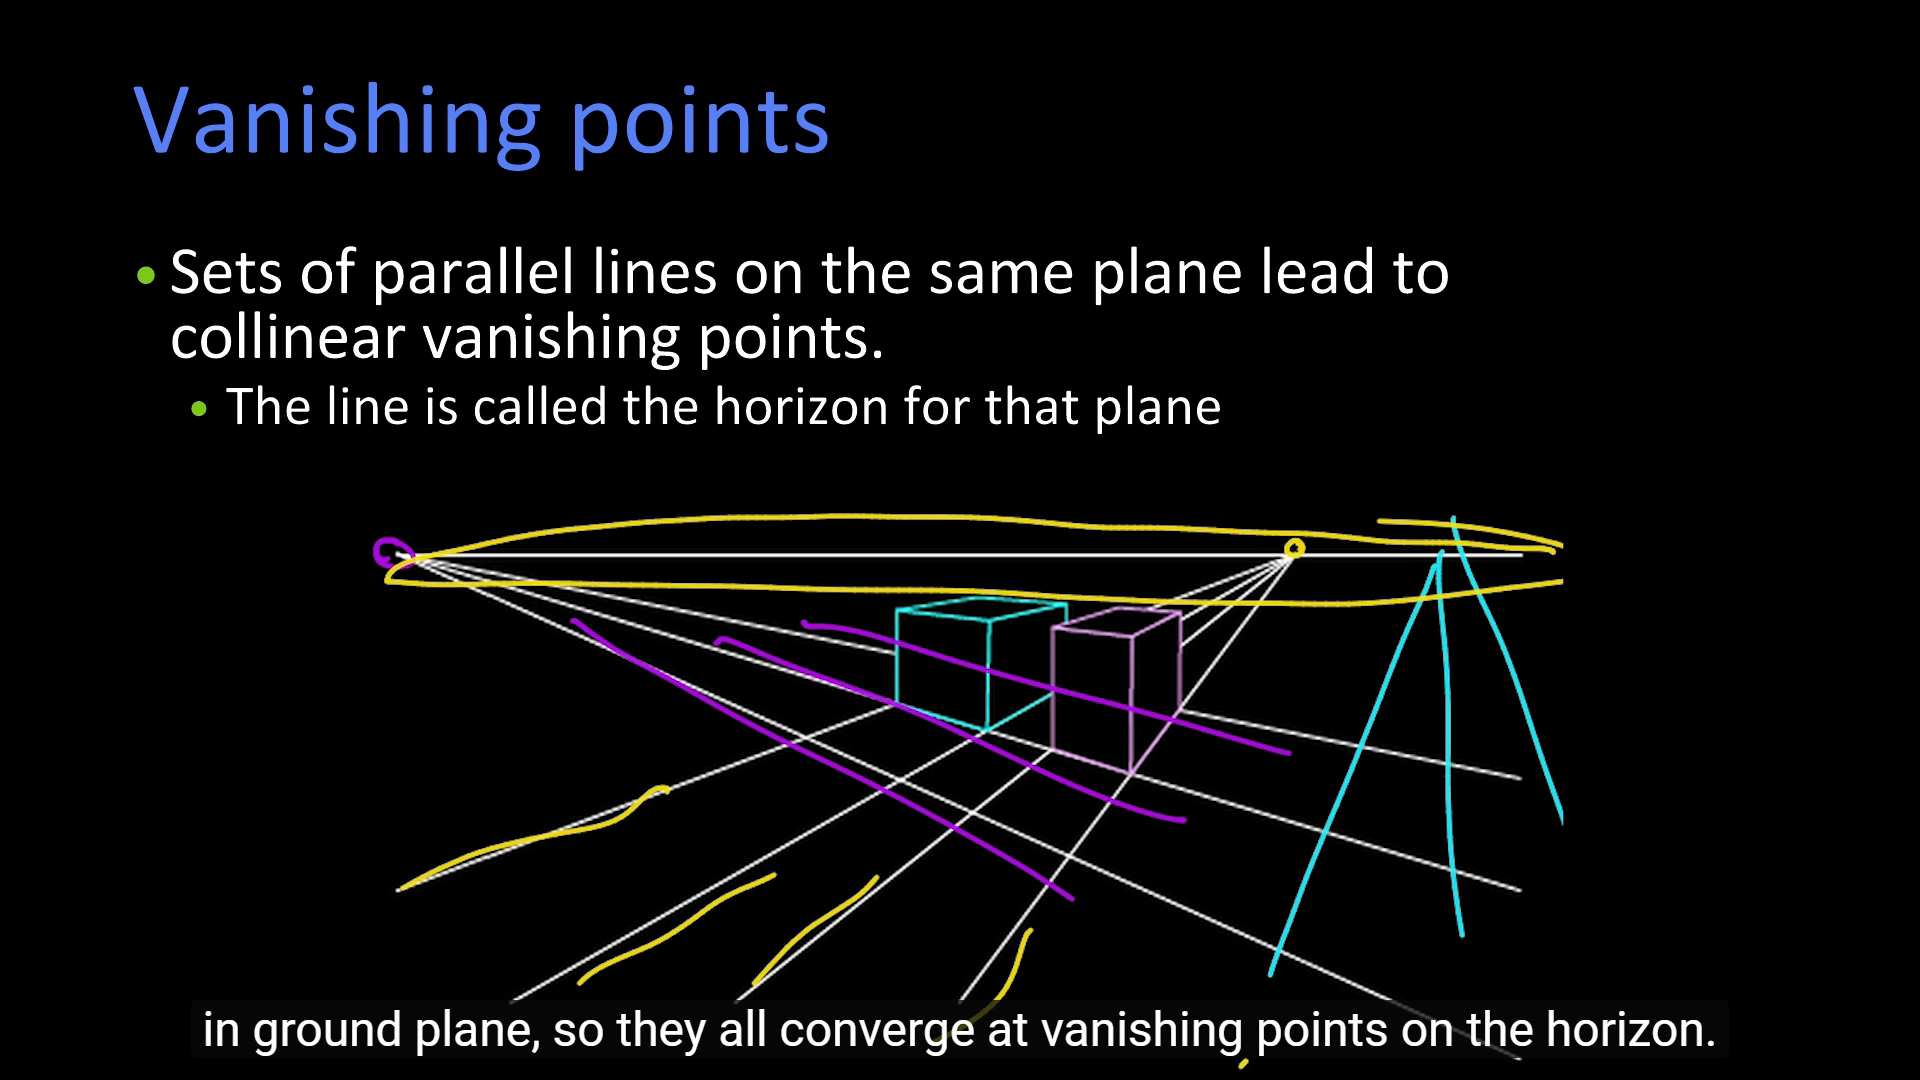 Vanishing points
• Sets of parallel lines on the same plane lead to
collinear vanishing points.
• The line is called the horizon for that plane
in ground plane, so they all converge at vanishing points on the horizon.